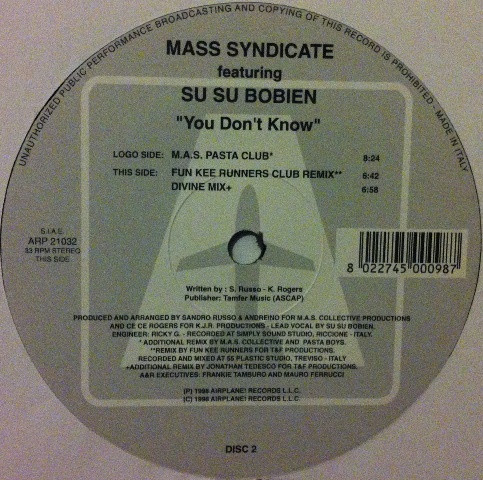 UNAUTHORIZED PUBLIC PERFORMANCE BROADCASTING AND COPYING OF THIS RECORD IS PROHIBITED - MADE IN ITALY
MASS SYNDICATE
featuring
SU SU BOBIEN
"You Don't Know"
LOGO SIDE: M.A.S. PASTA CLUB* 8:24
THIS SIDE: FUN KEE RUNNERS CLUB REMIX** 6:42
DIVINE MIX+ 6:58
S.I.A.E.
ARP 21032
33 RPM STEREO
THIS SIDE
8 022745 000987
Written by : S. Russo - K. Rogers
Publisher: Tamfar Music (ASCAP)
PRODUCED AND ARRANGED BY SANDRO RUSSO & ANDREINO FOR M.A.S. COLLECTIVE PRODUCTIONS
AND CE CE ROGERS FOR K.J.R. PRODUCTIONS - LEAD VOCAL BY SU SU BOBIEN.
ENGINEER: RICKY G. - RECORDED AT SIMPLY SOUND STUDIO, RICCIONE - ITALY.
* ADDITIONAL REMIX BY M.A.S. COLLECTIVE AND PASTA BOYS.
**REMIX BY FUN KEE RUNNERS FOR T&F PRODUCTIONS.
RECORDED AND MIXED AT 56 PLASTIC STUDIO, TREVISO - ITALY
+ADDITIONAL REMIX BY JONATHAN TEDESCO FOR T&F PRODUCTIONS.
A&R EXECUTIVES: FRANKIE TAMBURO AND MAURO FERRUCCI
(P) 1998 AIRPLANE! RECORDS L.L.C.
(C) 1998 AIRPLANE! RECORDS L.L.C.
DISC 2